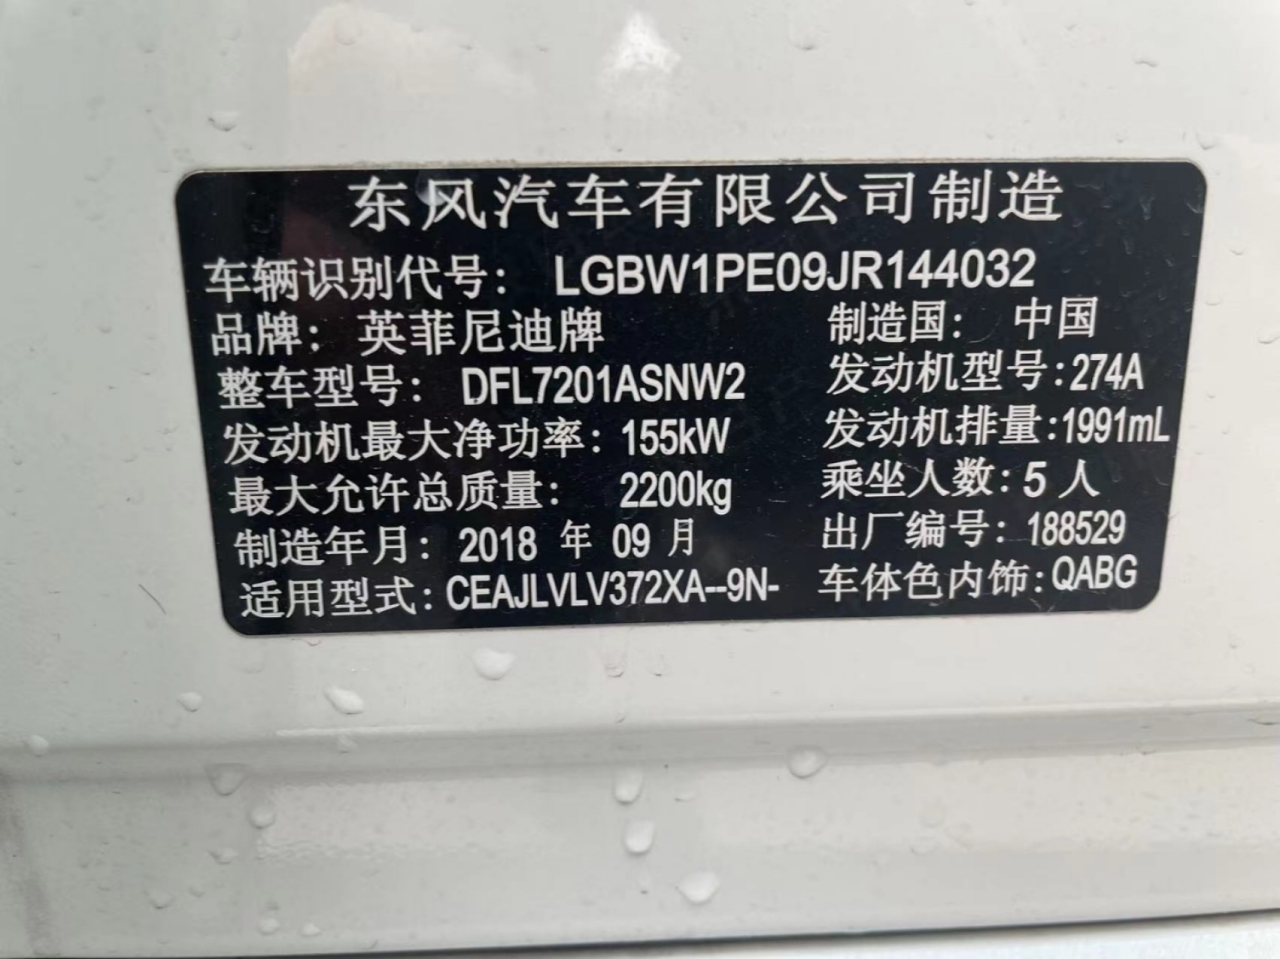 东风汽车有限公司制造
车辆识别代号: LGBW1PE09JR144032
品牌: 英菲尼迪牌 制造国: 中国
整车型号: DFL7201ASNW2 发动机型号:274A
发动机最大净功率: 155kW 发动机排量:1991mL
最大允许总质量: 2200kg 乘坐人数:5人
制造年月: 2018 年 09 月 出厂编号:188529
适用型式:CEAJLVLV372XA--9N- 车体色内饰:QABG